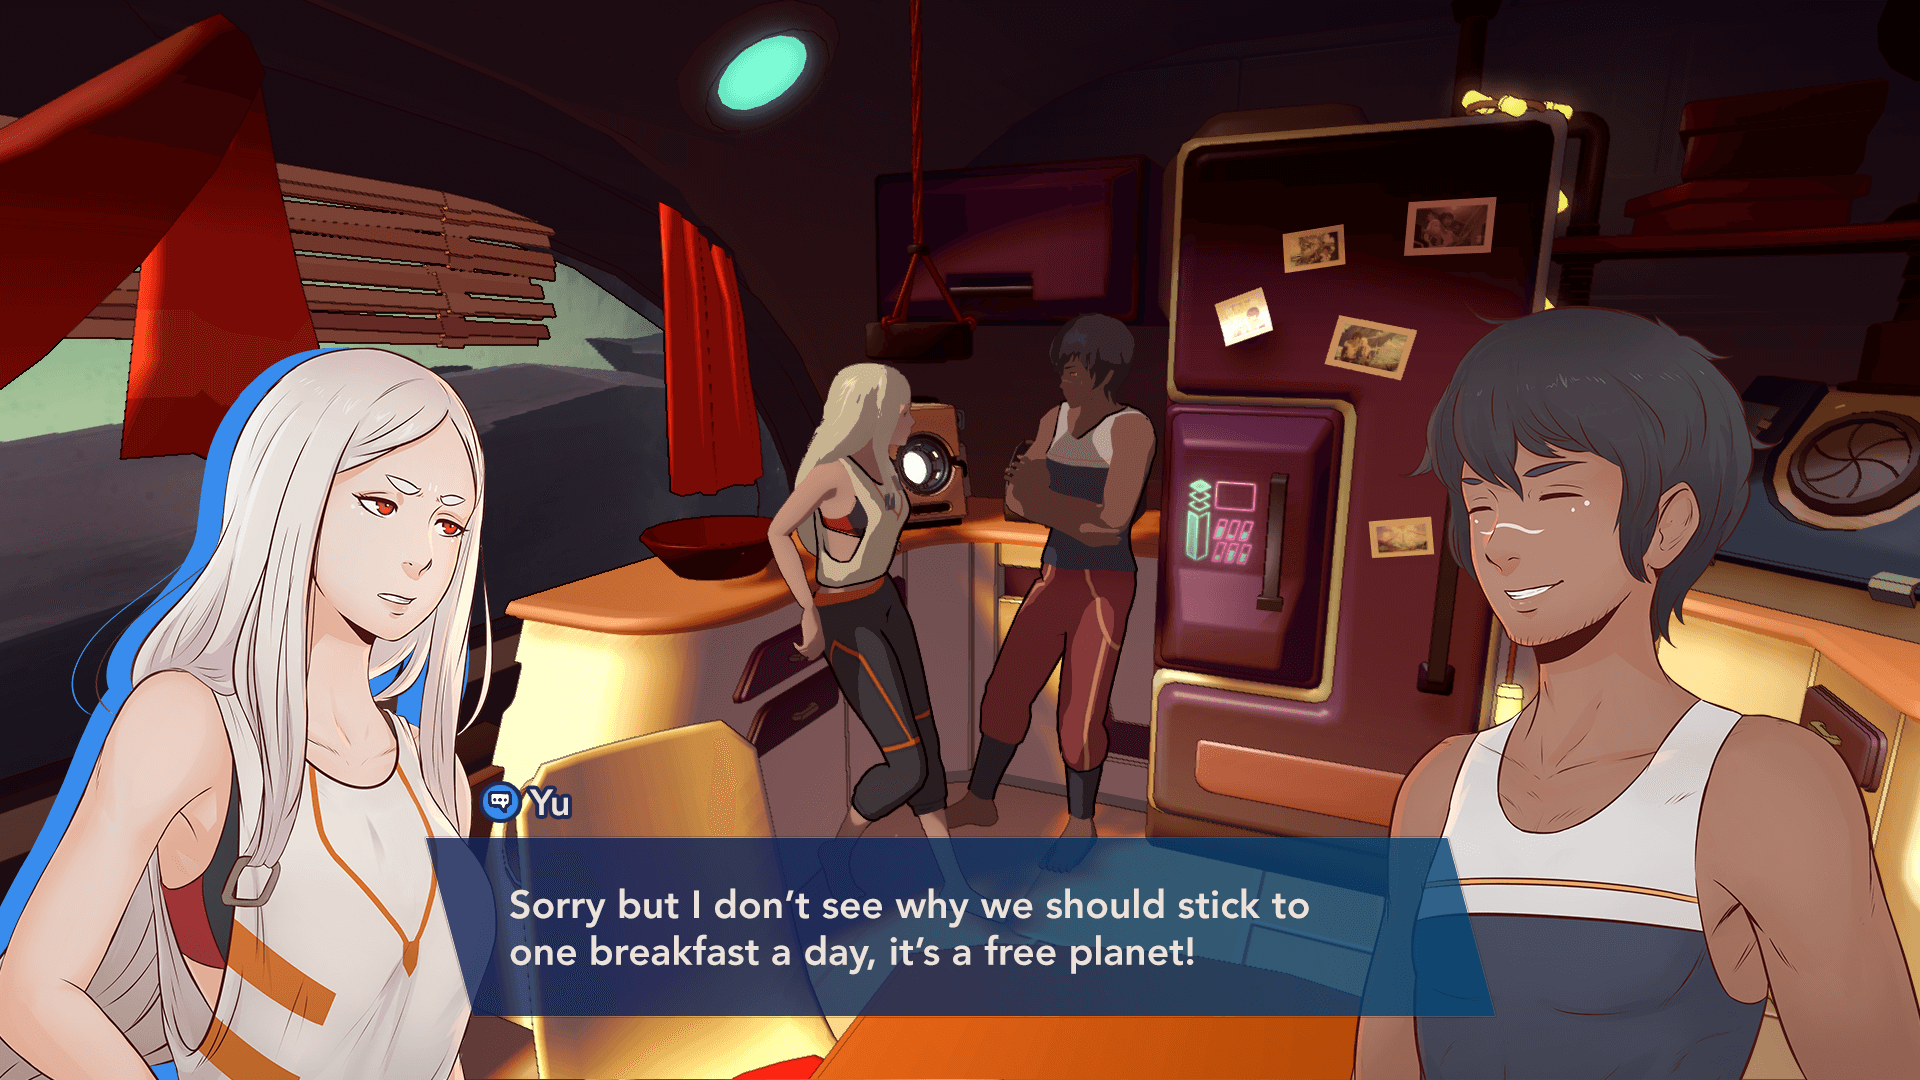 Yu
Sorry but I don't see why we should stick to
one breakfast a day, it's a free planet!